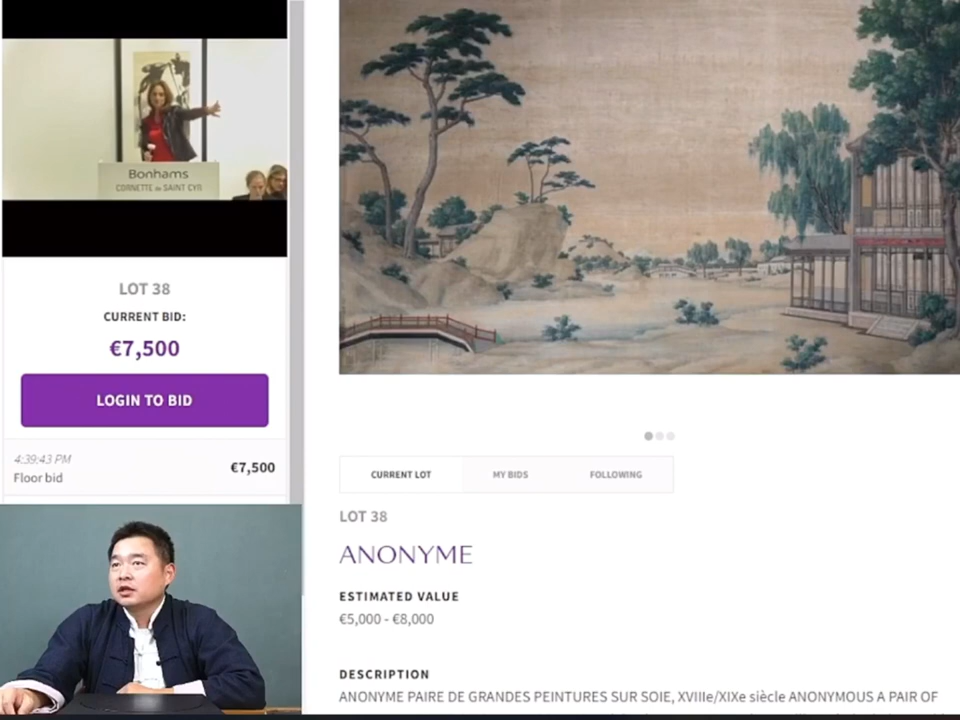 Bonhams
CORNETTE de SAINT CYR
LOT 38
CURRENT BID:
€7,500
LOGIN TO BID
4:39:43 PM
Floor bid
€7,500
CURRENT LOT
MY BIDS
FOLLOWING
LOT 38
ANONYME
ESTIMATED VALUE
€5,000 - €8,000
DESCRIPTION
ANONYME PAIRE DE GRANDES PEINTURES SUR SOIE, XVIIIe/XIXe siècle ANONYMOUS A PAIR OF